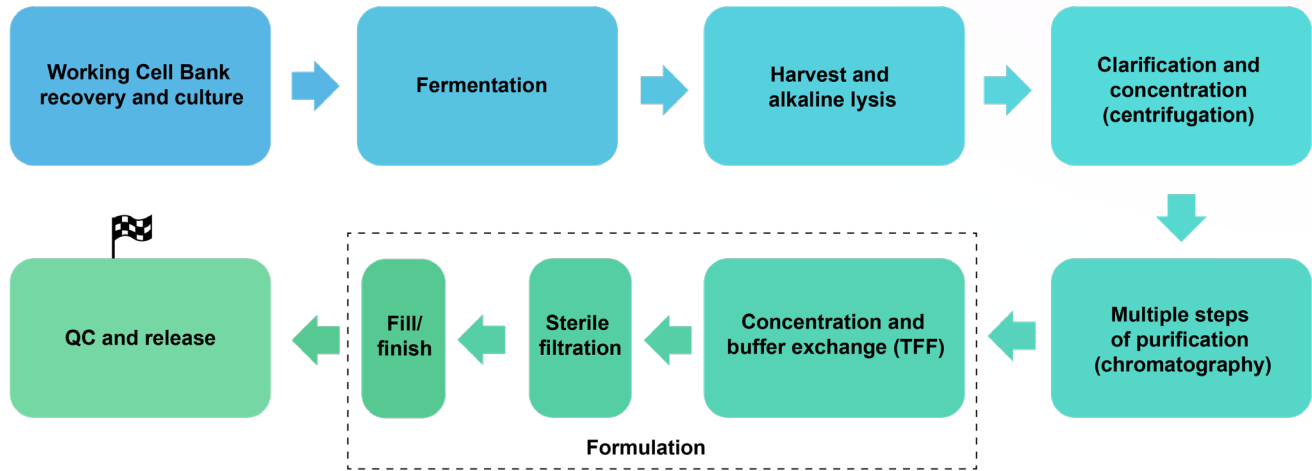 Working Cell Bank
recovery and culture
Fermentation
Harvest and
alkaline lysis
Clarification and
concentration
(centrifugation)
Multiple steps
of purification
(chromatography)
Concentration and
buffer exchange (TFF)
Sterile
filtration
Fill/
finish
Formulation
QC and release